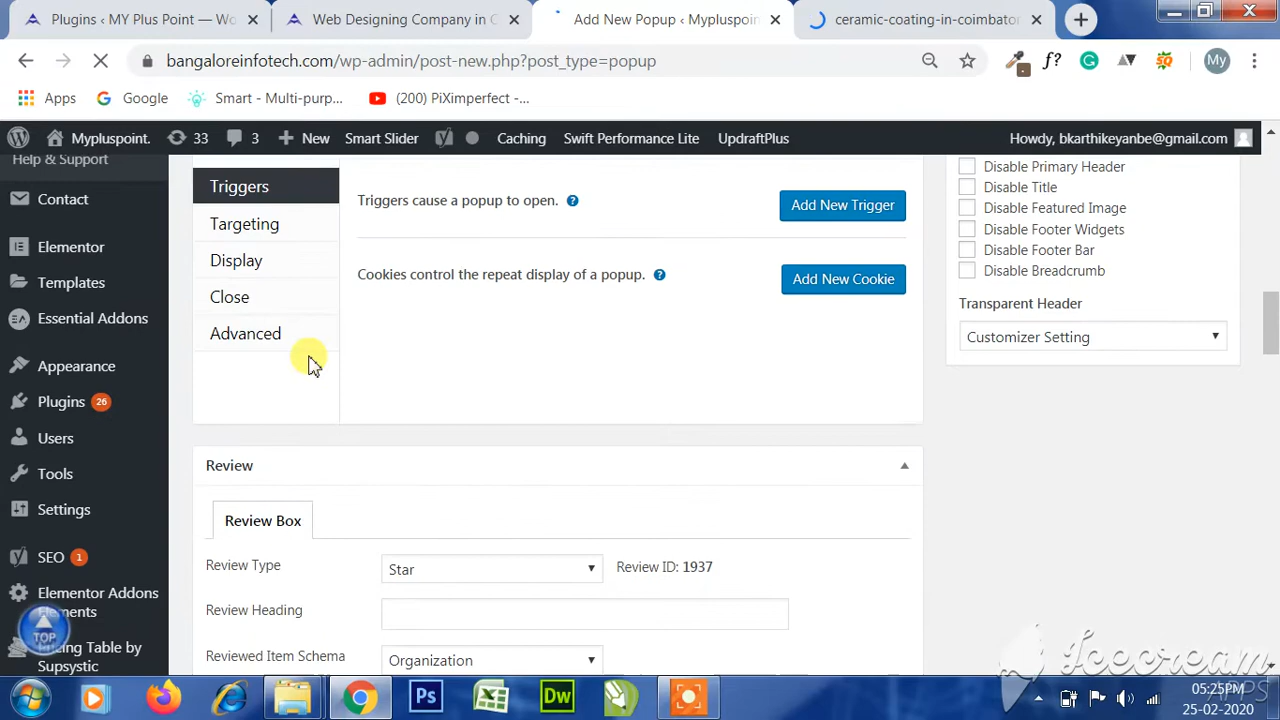 Plugins ‹ MY Plus Point — Wo
Web Designing Company - C
Add New Popup ‹ Mypluspoin
ceramic-coating-in-coimbator
bangaloreinfotech.com/wp-admin/post-new.php?post_type=popup
f?
SQ
My
Apps
Google
Smart - Multi-purp...
(200) PiXimperfect -...
Mypluspoint.
33
3
New
Smart Slider
Caching
Swift Performance Lite
UpdraftPlus
Howdy, bkarthikeyanbe@gmail.com
Help & Support
Contact
Elementor
Templates
Essential Addons
Appearance
Plugins 26
Users
Tools
Settings
SEO 1
Elementor Addons
Elements
TOP
Table by
Supsystic
Triggers
Targeting
Display
Close
Advanced
Triggers cause a popup to open. ?
Add New Trigger
Cookies control the repeat display of a popup. ?
Add New Cookie
Review
Review Box
Review Type
Star
Review ID: 1937
Review Heading
Reviewed Item Schema
Organization
Disable Primary Header
Disable Title
Disable Featured Image
Disable Footer Widgets
Disable Footer Bar
Disable Breadcrumb
Transparent Header
Customizer Setting
Icecream
APPS
Ps
Dw
05:25PM
25-02-2020